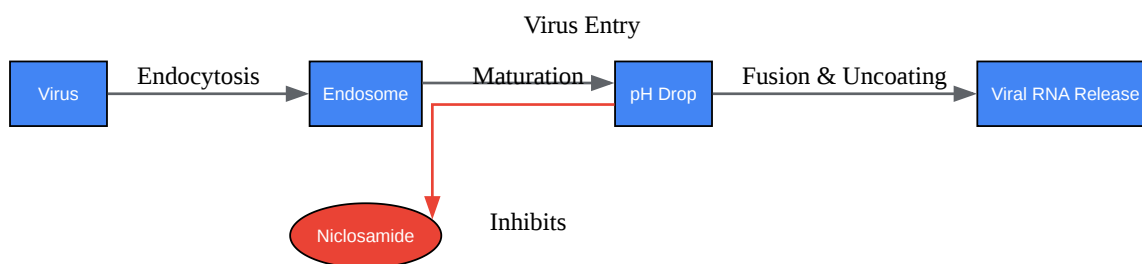 Virus Entry
Virus
Endocytosis
Endosome
Maturation
pH Drop
Fusion & Uncoating
Viral RNA Release
Niclosamide
Inhibits